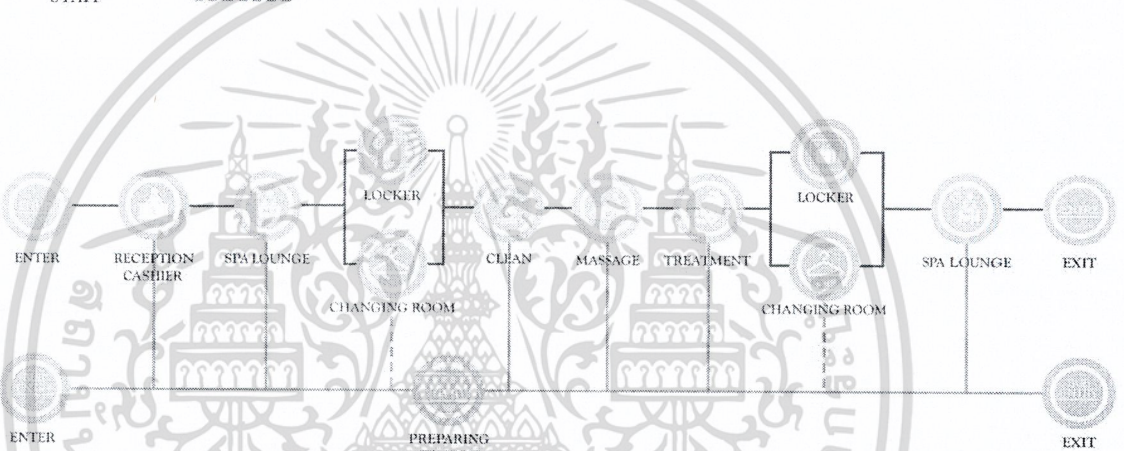 ENTER
RECEPTION
CASHIER
SPA LOUNGE
LOCKER
CHANGING ROOM
CLEAN
MASSAGE
TREATMENT
LOCKER
CHANGING ROOM
SPA LOUNGE
EXIT
ENTER
PREPARING
EXIT